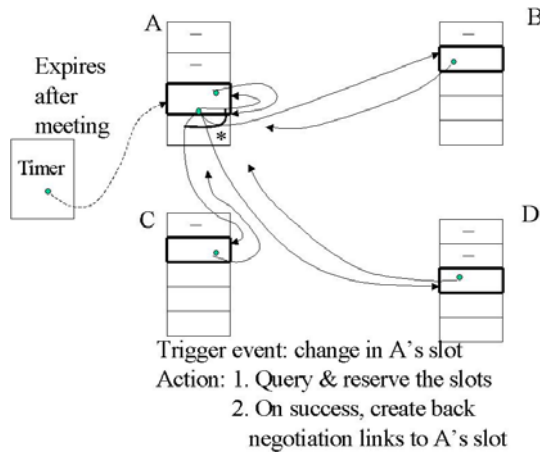 A
B
Expires
after
meeting
Timer
*
C
D
Trigger event: change in A's slot
Action: 1. Query & reserve the slots
2. On success, create back
negotiation links to A's slot